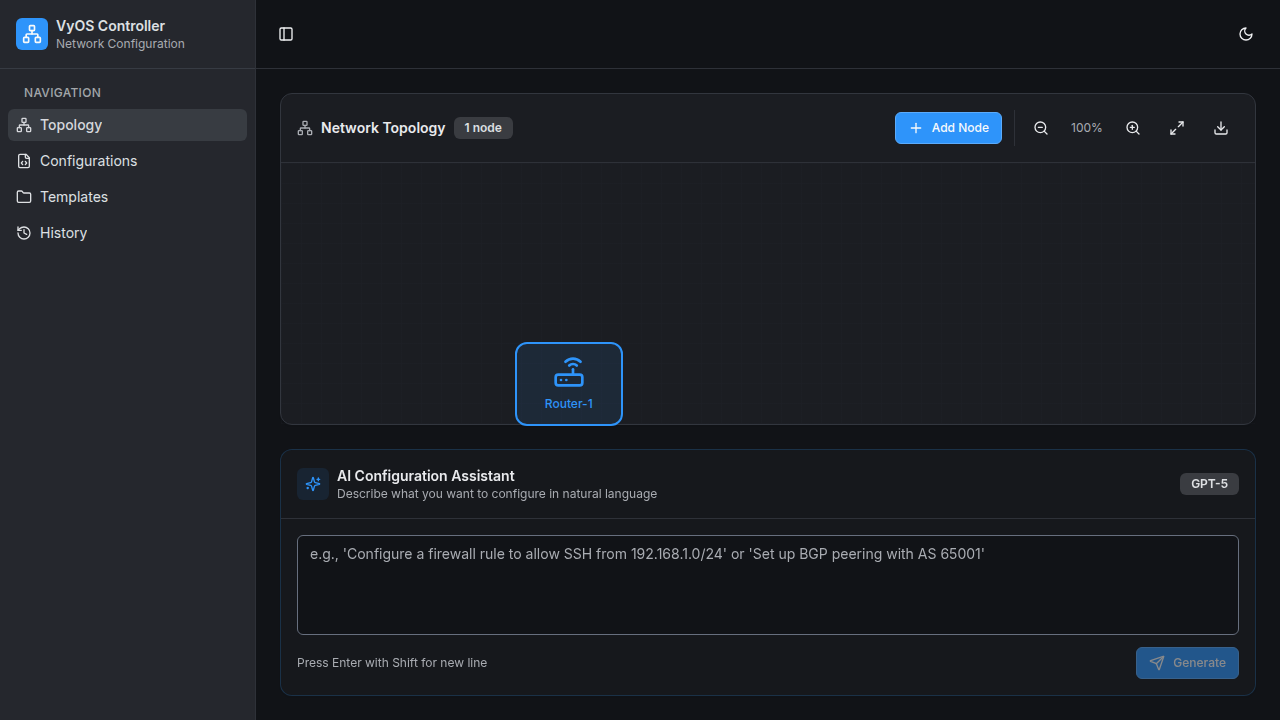 VyOS Controller
Network Configuration
NAVIGATION
Topology
Configurations
Templates
History
Network Topology
1 node
Add Node
100%
Router-1
AI Configuration Assistant
Describe what you want to configure in natural language
GPT-5
e.g., 'Configure a firewall rule to allow SSH from 192.168.1.0/24' or 'Set up BGP peering with AS 65001'
Press Enter with Shift for new line
Generate